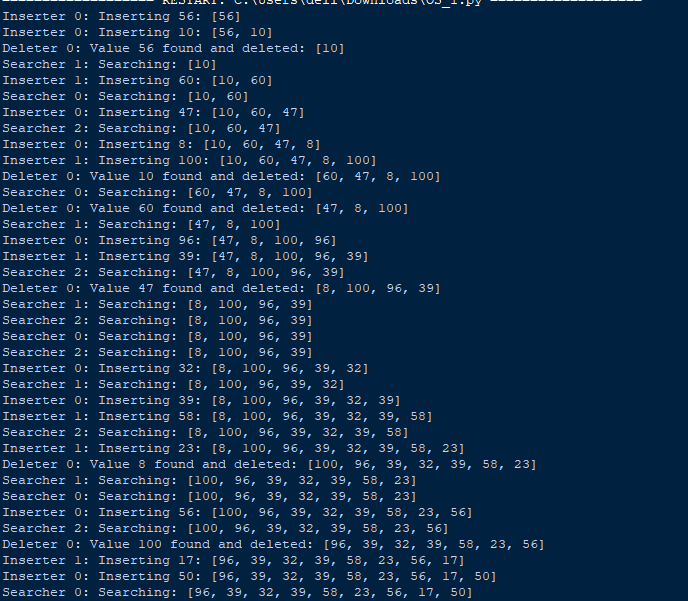 RESTART: C:\Users\dell\Downloads\OS_1.py
Inserter 0: Inserting 56: [56]
Inserter 0: Inserting 10: [56, 10]
Deleter 0: Value 56 found and deleted: [10]
Searcher 1: Searching: [10]
Inserter 1: Inserting 60: [10, 60]
Searcher 0: Searching: [10, 60]
Inserter 0: Inserting 47: [10, 60, 47]
Searcher 2: Searching: [10, 60, 47]
Inserter 0: Inserting 8: [10, 60, 47, 8]
Inserter 1: Inserting 100: [10, 60, 47, 8, 100]
Deleter 0: Value 10 found and deleted: [60, 47, 8, 100]
Searcher 0: Searching: [60, 47, 8, 100]
Deleter 0: Value 60 found and deleted: [47, 8, 100]
Searcher 1: Searching: [47, 8, 100]
Inserter 0: Inserting 96: [47, 8, 100, 96]
Inserter 1: Inserting 39: [47, 8, 100, 96, 39]
Searcher 2: Searching: [47, 8, 100, 96, 39]
Deleter 0: Value 47 found and deleted: [8, 100, 96, 39]
Searcher 1: Searching: [8, 100, 96, 39]
Searcher 2: Searching: [8, 100, 96, 39]
Searcher 0: Searching: [8, 100, 96, 39]
Searcher 2: Searching: [8, 100, 96, 39]
Inserter 0: Inserting 32: [8, 100, 96, 39, 32]
Searcher 1: Searching: [8, 100, 96, 39, 32]
Inserter 0: Inserting 39: [8, 100, 96, 39, 32, 39]
Inserter 1: Inserting 58: [8, 100, 96, 39, 32, 39, 58]
Searcher 2: Searching: [8, 100, 96, 39, 32, 39, 58]
Inserter 1: Inserting 23: [8, 100, 96, 39, 32, 39, 58, 23]
Deleter 0: Value 8 found and deleted: [100, 96, 39, 32, 39, 58, 23]
Searcher 1: Searching: [100, 96, 39, 32, 39, 58, 23]
Searcher 0: Searching: [100, 96, 39, 32, 39, 58, 23]
Inserter 0: Inserting 56: [100, 96, 39, 32, 39, 58, 23, 56]
Searcher 2: Searching: [100, 96, 39, 32, 39, 58, 23, 56]
Deleter 0: Value 100 found and deleted: [96, 39, 32, 39, 58, 23, 56]
Inserter 1: Inserting 17: [96, 39, 32, 39, 58, 23, 56, 17]
Inserter 0: Inserting 50: [96, 39, 32, 39, 58, 23, 56, 17, 50]
Searcher 0: Searching: [96, 39, 32, 39, 58, 23, 56, 17, 50]